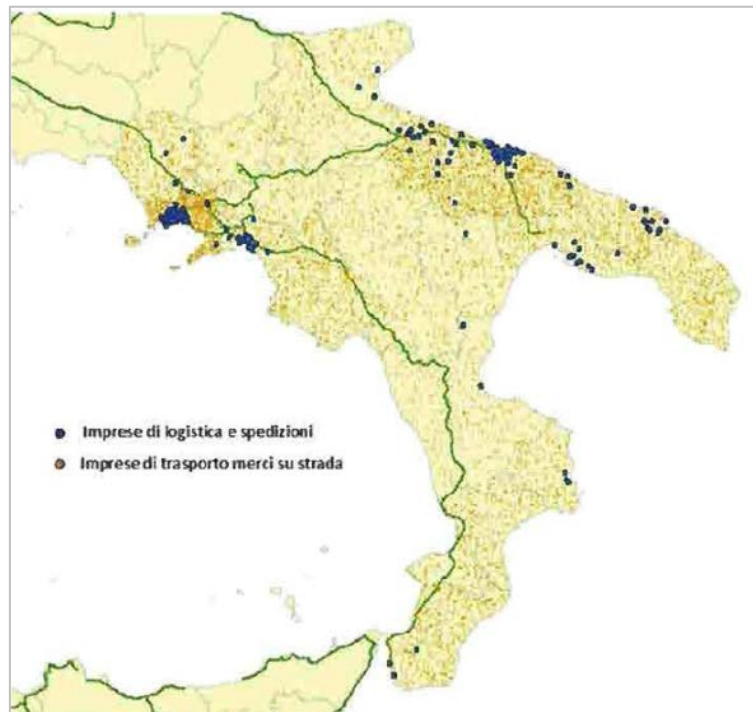 Imprese di logistica e spedizioni
Imprese di trasporto merci su strada